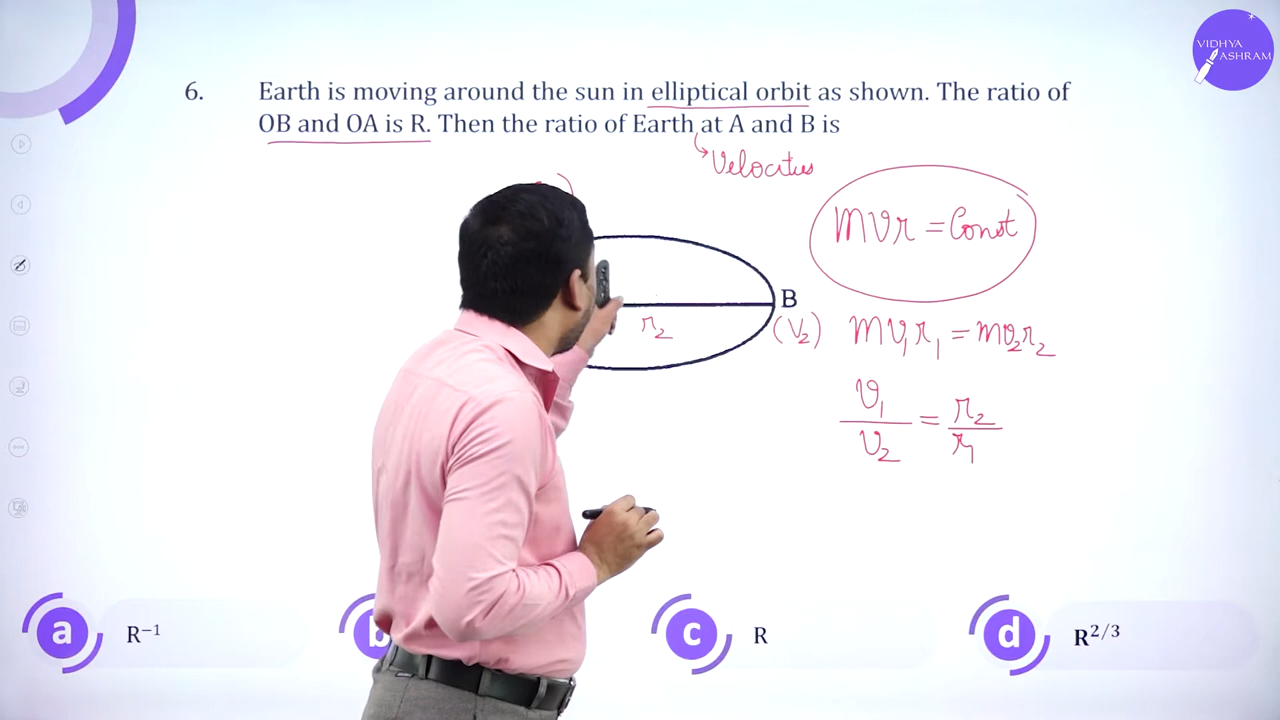 VIDHYA
ASHRAM
6. Earth is moving around the sun in elliptical orbit as shown. The ratio of
OB and OA is R. Then the ratio of Earth at A and B is
Velocities
mvr = Const
B
r₂
(V₂)
mv₁r₁ = mv₂r₂
v₁/v₂ = r₂/r₁
a R⁻¹
b
c R
d R^2/3